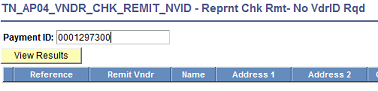 TN_AP04_VNDR_CHK_REMIT_NVID - Reprnt Chk Rmt- No VdrID Rqd
Payment ID: 0001297300
View Results
Reference Remit Vndr Name Address 1 Address 2